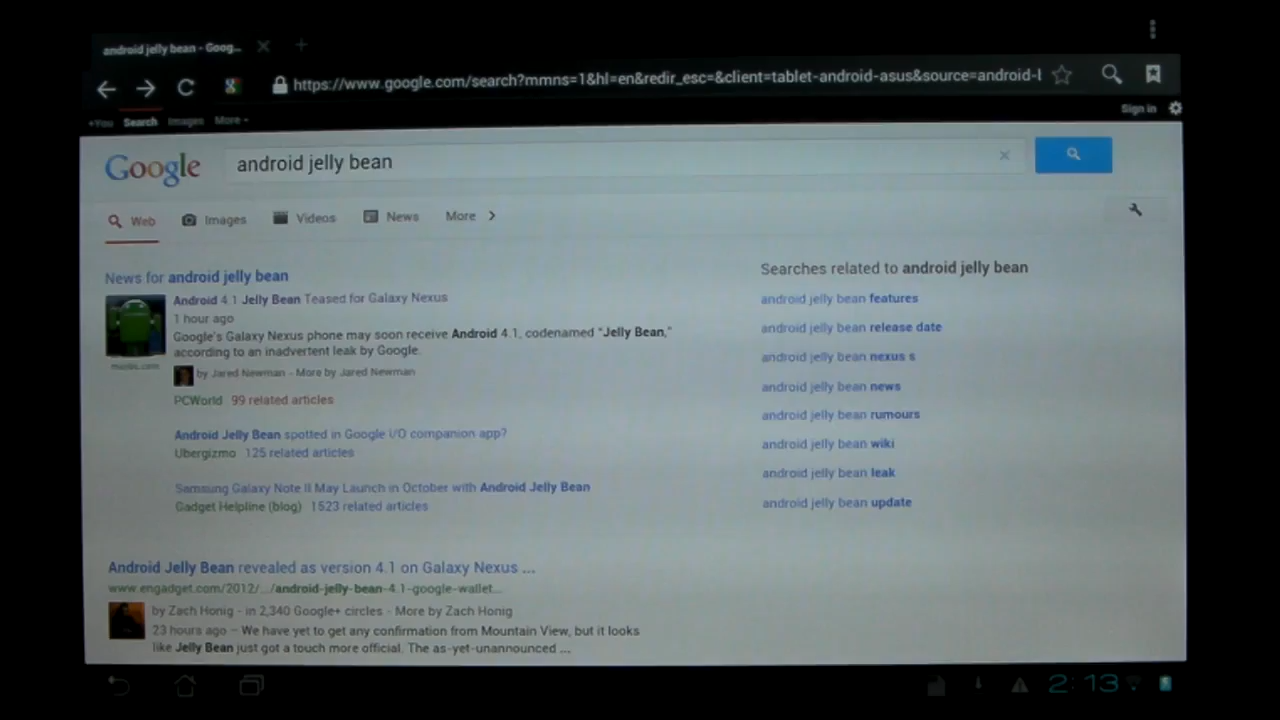 android jelly bean - Goog...
https://www.google.com/search?mmns=1&hl=en&redir_esc=&client=tablet-android-asus&source=android-l
+You Search Images More
Sign in
Google
android jelly bean
Web Images Videos News More
News for android jelly bean
Android 4.1 Jelly Bean Teased for Galaxy Nexus
1 hour ago
Google's Galaxy Nexus phone may soon receive Android 4.1, codenamed "Jelly Bean,"
according to an inadvertent leak by Google.
by Jared Newman - More by Jared Newman
PCWorld 99 related articles
Android Jelly Bean spotted in Google I/O companion app?
Ubergizmo 125 related articles
Samsung Galaxy Note II May Launch in October with Android Jelly Bean
Gadget Helpline (blog) 1523 related articles
Android Jelly Bean revealed as version 4.1 on Galaxy Nexus ...
www.engadget.com/2012/.../android-jelly-bean-4.1-google-wallet...
by Zach Honig - in 2,340 Google+ circles - More by Zach Honig
23 hours ago – We have yet to get any confirmation from Mountain View, but it looks
like Jelly Bean just got a touch more official. The as-yet-unannounced ...
Searches related to android jelly bean
android jelly bean features
android jelly bean release date
android jelly bean nexus s
android jelly bean news
android jelly bean rumours
android jelly bean wiki
android jelly bean leak
android jelly bean update
2:13